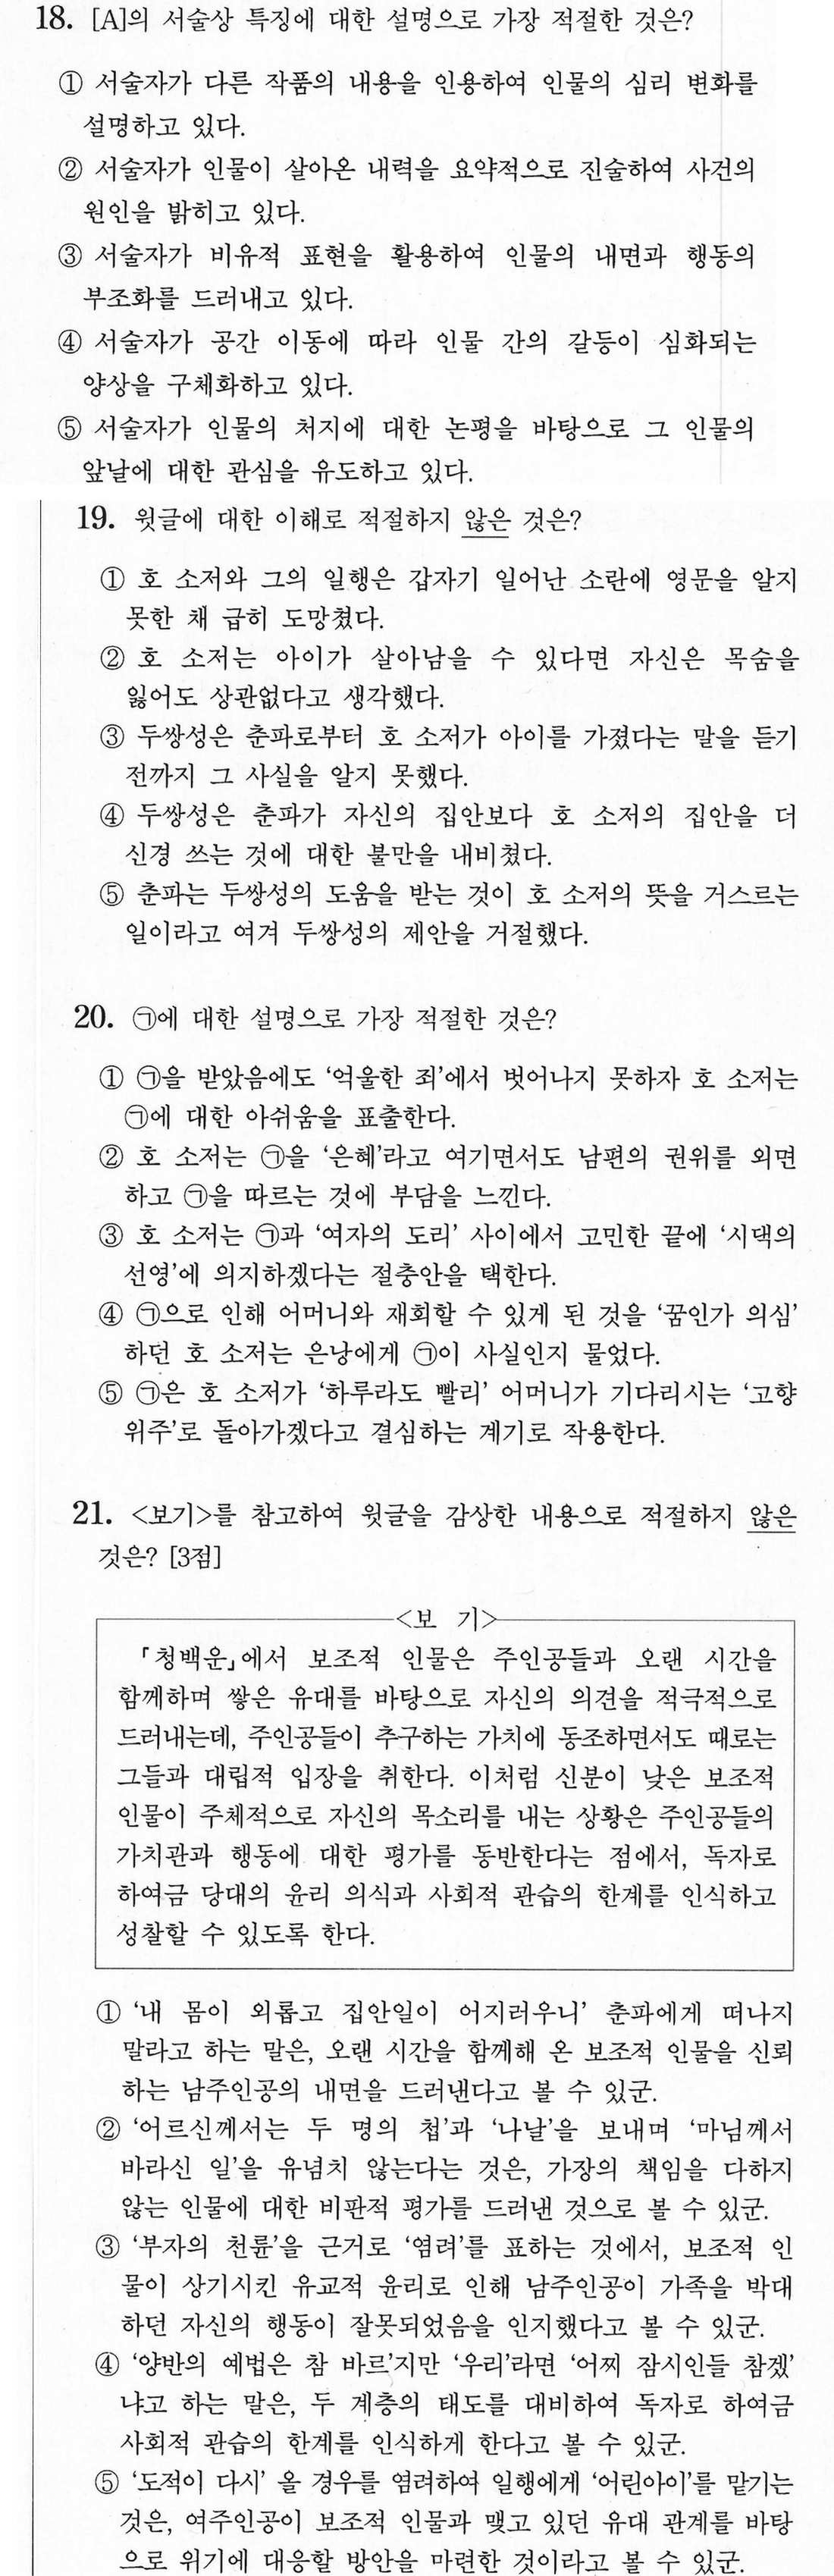 18. [A]의 서술상 특징에 대한 설명으로 가장 적절한 것은?
① 서술자가 다른 작품의 내용을 인용하여 인물의 심리 변화를
설명하고 있다.
② 서술자가 인물이 살아온 내력을 요약적으로 진술하여 사건의
원인을 밝히고 있다.
③ 서술자가 비유적 표현을 활용하여 인물의 내면과 행동의
부조화를 드러내고 있다.
④ 서술자가 공간 이동에 따라 인물 간의 갈등이 심화되는
양상을 구체화하고 있다.
⑤ 서술자가 인물의 처지에 대한 논평을 바탕으로 그 인물의
앞날에 대한 관심을 유도하고 있다.
19. 윗글에 대한 이해로 적절하지 않은 것은?
① 호 소저와 그의 일행은 갑자기 일어난 소란에 영문을 알지
못한 채 급히 도망쳤다.
② 호 소저는 아이가 살아남을 수 있다면 자신은 목숨을
잃어도 상관없다고 생각했다.
③ 두쌍성은 춘파로부터 호 소저가 아이를 가졌다는 말을 듣기
전까지 그 사실을 알지 못했다.
④ 두쌍성은 춘파가 자신의 집안보다 호 소저의 집안을 더
신경 쓰는 것에 대한 불만을 내비쳤다.
⑤ 춘파는 두쌍성의 도움을 받는 것이 호 소저의 뜻을 거스르는
일이라고 여겨 두쌍성의 제안을 거절했다.
20. ㉠에 대한 설명으로 가장 적절한 것은?
① ㉠을 받았음에도 ‘억울한 죄’에서 벗어나지 못하자 호 소저는
㉠에 대한 아쉬움을 표출한다.
② 호 소저는 ㉠을 ‘은혜’라고 여기면서도 남편의 권위를 외면
하고 ㉠을 따르는 것에 부담을 느낀다.
③ 호 소저는 ㉠과 ‘여자의 도리’ 사이에서 고민한 끝에 ‘시댁의
선영’에 의지하겠다는 절충안을 택한다.
④ ㉠으로 인해 어머니와 재회할 수 있게 된 것을 ‘꿈인가 의심’
하던 호 소저는 은낭에게 ㉠이 사실인지 물었다.
⑤ ㉠은 호 소저가 ‘하루라도 빨리’ 어머니가 기다리시는 ‘고향
위주’로 돌아가겠다고 결심하는 계기로 작용한다.
21. <보기>를 참고하여 윗글을 감상한 내용으로 적절하지 않은
것은? [3점]
<보 기>
「청백운」에서 보조적 인물은 주인공들과 오랜 시간을
함께하며 쌓은 유대를 바탕으로 자신의 의견을 적극적으로
드러내는데, 주인공들이 추구하는 가치에 동조하면서도 때로는
그들과 대립적 입장을 취한다. 이처럼 신분이 낮은 보조적
인물이 주체적으로 자신의 목소리를 내는 상황은 주인공들의
가치관과 행동에 대한 평가를 동반한다는 점에서, 독자로
하여금 당대의 윤리 의식과 사회적 관습의 한계를 인식하고
성찰할 수 있도록 한다.
① ‘내 몸이 외롭고 집안일이 어지러우니’ 춘파에게 떠나지
말라고 하는 말은, 오랜 시간을 함께해 온 보조적 인물을 신뢰
하는 남주인공의 내면을 드러낸다고 볼 수 있군.
② ‘어르신께서는 두 명의 첩’과 ‘나날’을 보내며 ‘마님께서
바라신 일’을 유념치 않는다는 것은, 가장의 책임을 다하지
않는 인물에 대한 비판적 평가를 드러낸 것으로 볼 수 있군.
③ ‘부자의 천륜’을 근거로 ‘염려’를 표하는 것에서, 보조적 인
물이 상기시킨 유교적 윤리로 인해 남주인공이 가족을 박대
하던 자신의 행동이 잘못되었음을 인지했다고 볼 수 있군.
④ ‘양반의 예법은 참 바르’지만 ‘우리’라면 ‘어찌 잠시인들 참겠’
냐고 하는 말은, 두 계층의 태도를 대비하여 독자로 하여금
사회적 관습의 한계를 인식하게 한다고 볼 수 있군.
⑤ ‘도적이 다시’ 올 경우를 염려하여 일행에게 ‘어린아이’를 맡기는
것은, 여주인공이 보조적 인물과 맺고 있던 유대 관계를 바탕
으로 위기에 대응할 방안을 마련한 것이라고 볼 수 있군.